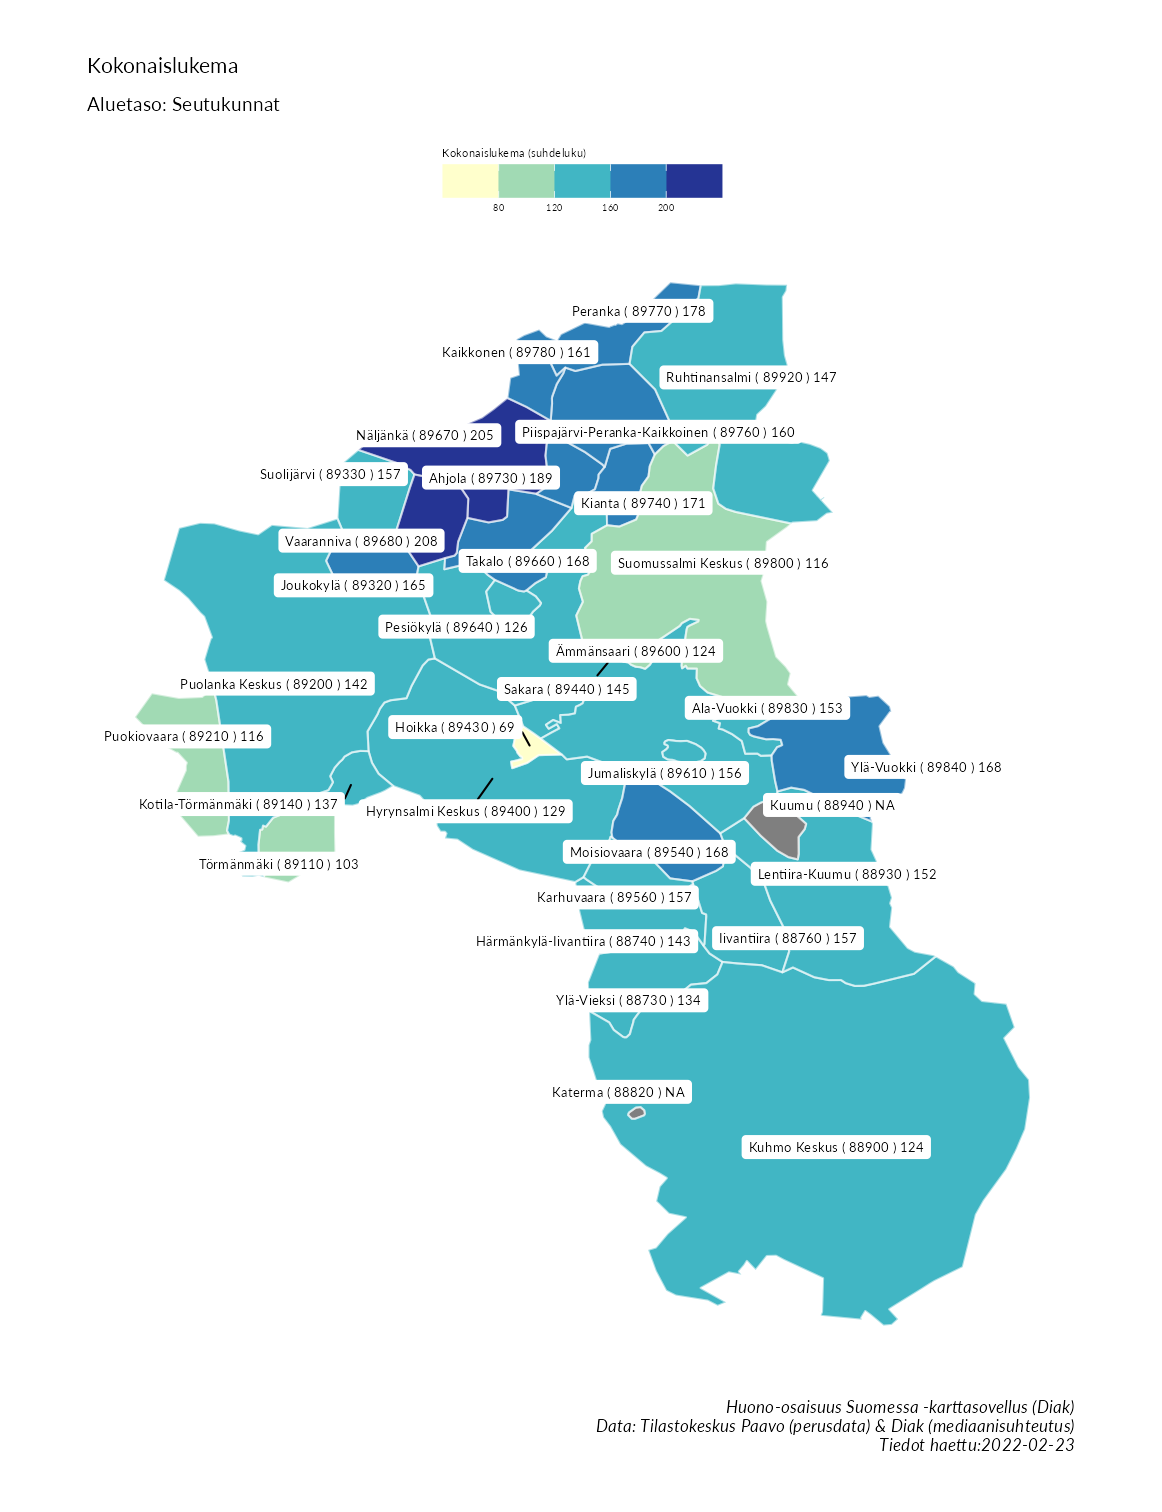 Kokonaislukema
Aluetaso: Seutukunnat
Kokonaislukema (suhdeluku)
80 120 160 200
Peranka ( 89770 ) 178
Kaikkonen ( 89780 ) 161
Ruhtinansalmi ( 89920 ) 147
Näljänkä ( 89670 ) 205
Piispajärvi-Peranka-Kaikkoinen ( 89760 ) 160
Suolijärvi ( 89330 ) 157
Ahjola ( 89730 ) 189
Kianta ( 89740 ) 171
Vaaranniva ( 89680 ) 208
Takalo ( 89660 ) 168
Suomussalmi Keskus ( 89800 ) 116
Joukokylä ( 89320 ) 165
Pesiökylä ( 89640 ) 126
Ämmänsaari ( 89600 ) 124
Puolanka Keskus ( 89200 ) 142
Sakara ( 89440 ) 145
Ala-Vuokki ( 89830 ) 153
Hoikka ( 89430 ) 69
Puokiovaara ( 89210 ) 116
Jumaliskylä ( 89610 ) 156
Ylä-Vuokki ( 89840 ) 168
Kotila-Törmänmäki ( 89140 ) 137
Hyrynsalmi Keskus ( 89400 ) 129
Kuumu ( 88940 ) NA
Törmänmäki ( 89110 ) 103
Moisiovaara ( 89540 ) 168
Lentiira-Kuumu ( 88930 ) 152
Karhuvaara ( 89560 ) 157
Härmänkylä-Iivantiira ( 88740 ) 143
Iivantiira ( 88760 ) 157
Ylä-Vieksi ( 88730 ) 134
Katerma ( 88820 ) NA
Kuhmo Keskus ( 88900 ) 124
Huono-osaisuus Suomessa -karttasovellus (Diak)
Data: Tilastokeskus Paavo (perusdata) & Diak (mediaanisuhteutus)
Tiedot haettu:2022-02-23